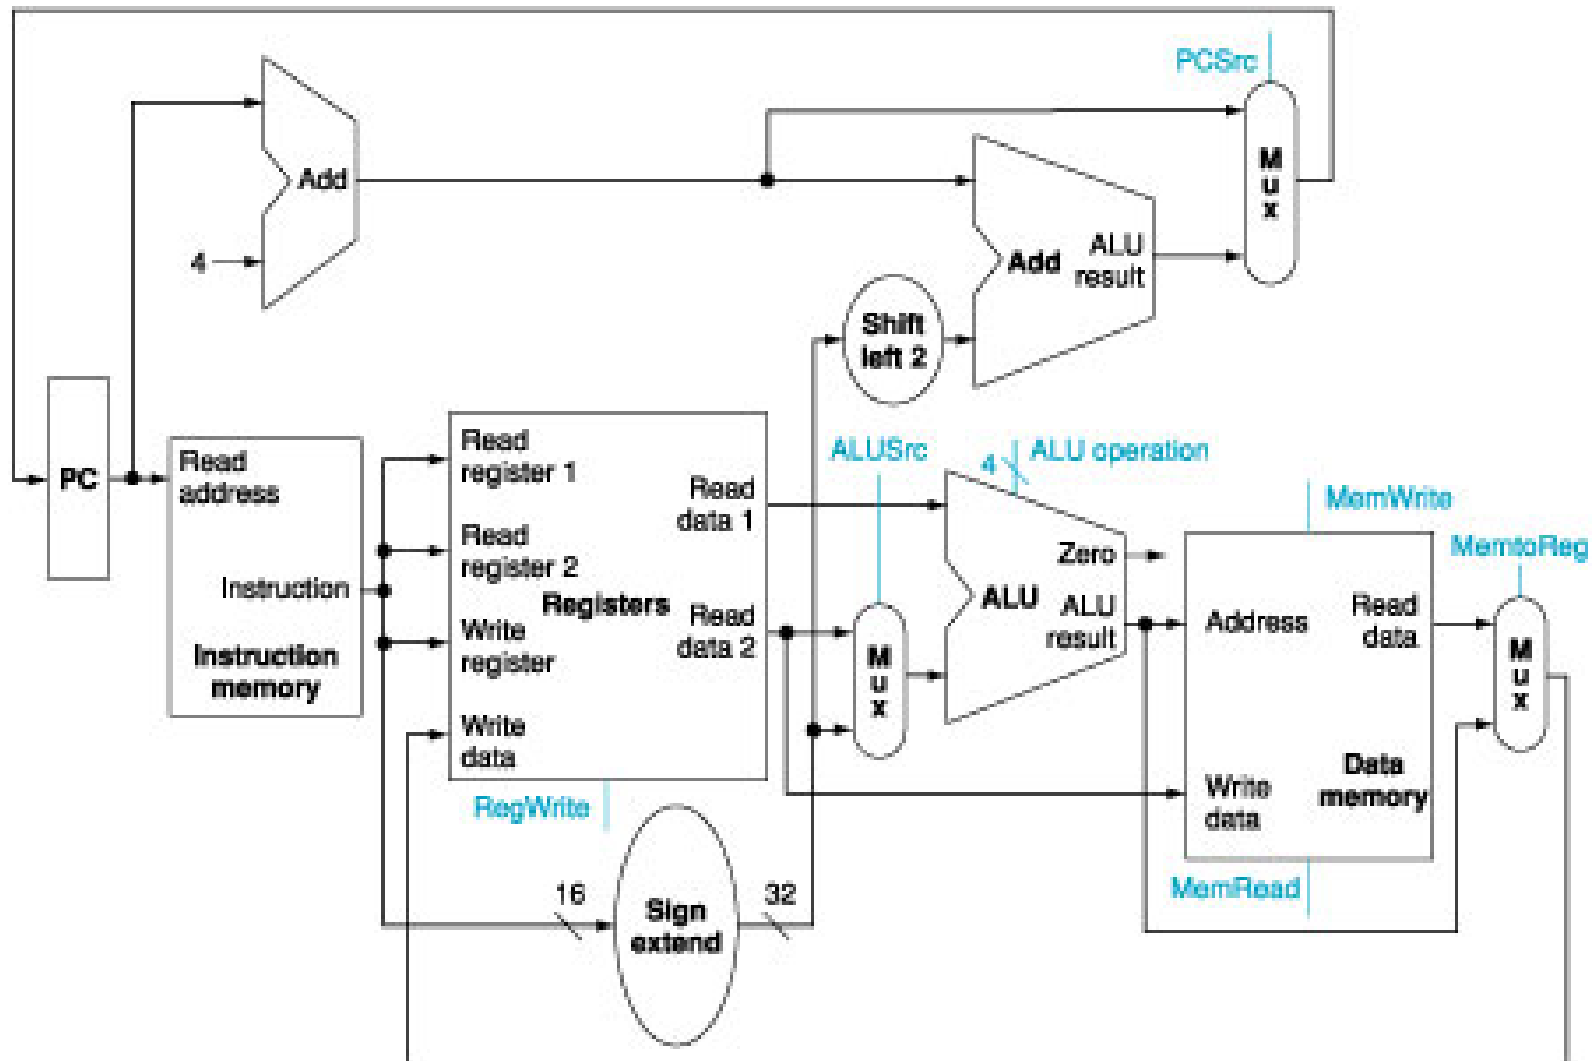 PCSrc
M
u
x
Add
4
Add
ALU
result
Shift
left 2
PC
Read
address
Instruction
Instruction
memory
Read
register 1
Read
register 2
Write
register
Write
data
Registers
Read
data 1
Read
data 2
RegWrite
16
Sign
extend
32
ALUSrc
M
u
x
4
ALU operation
Zero
ALU
ALU
result
MemWrite
Address
Read
data
Write
data
Data
memory
MemRead
MemtoReg
M
u
x